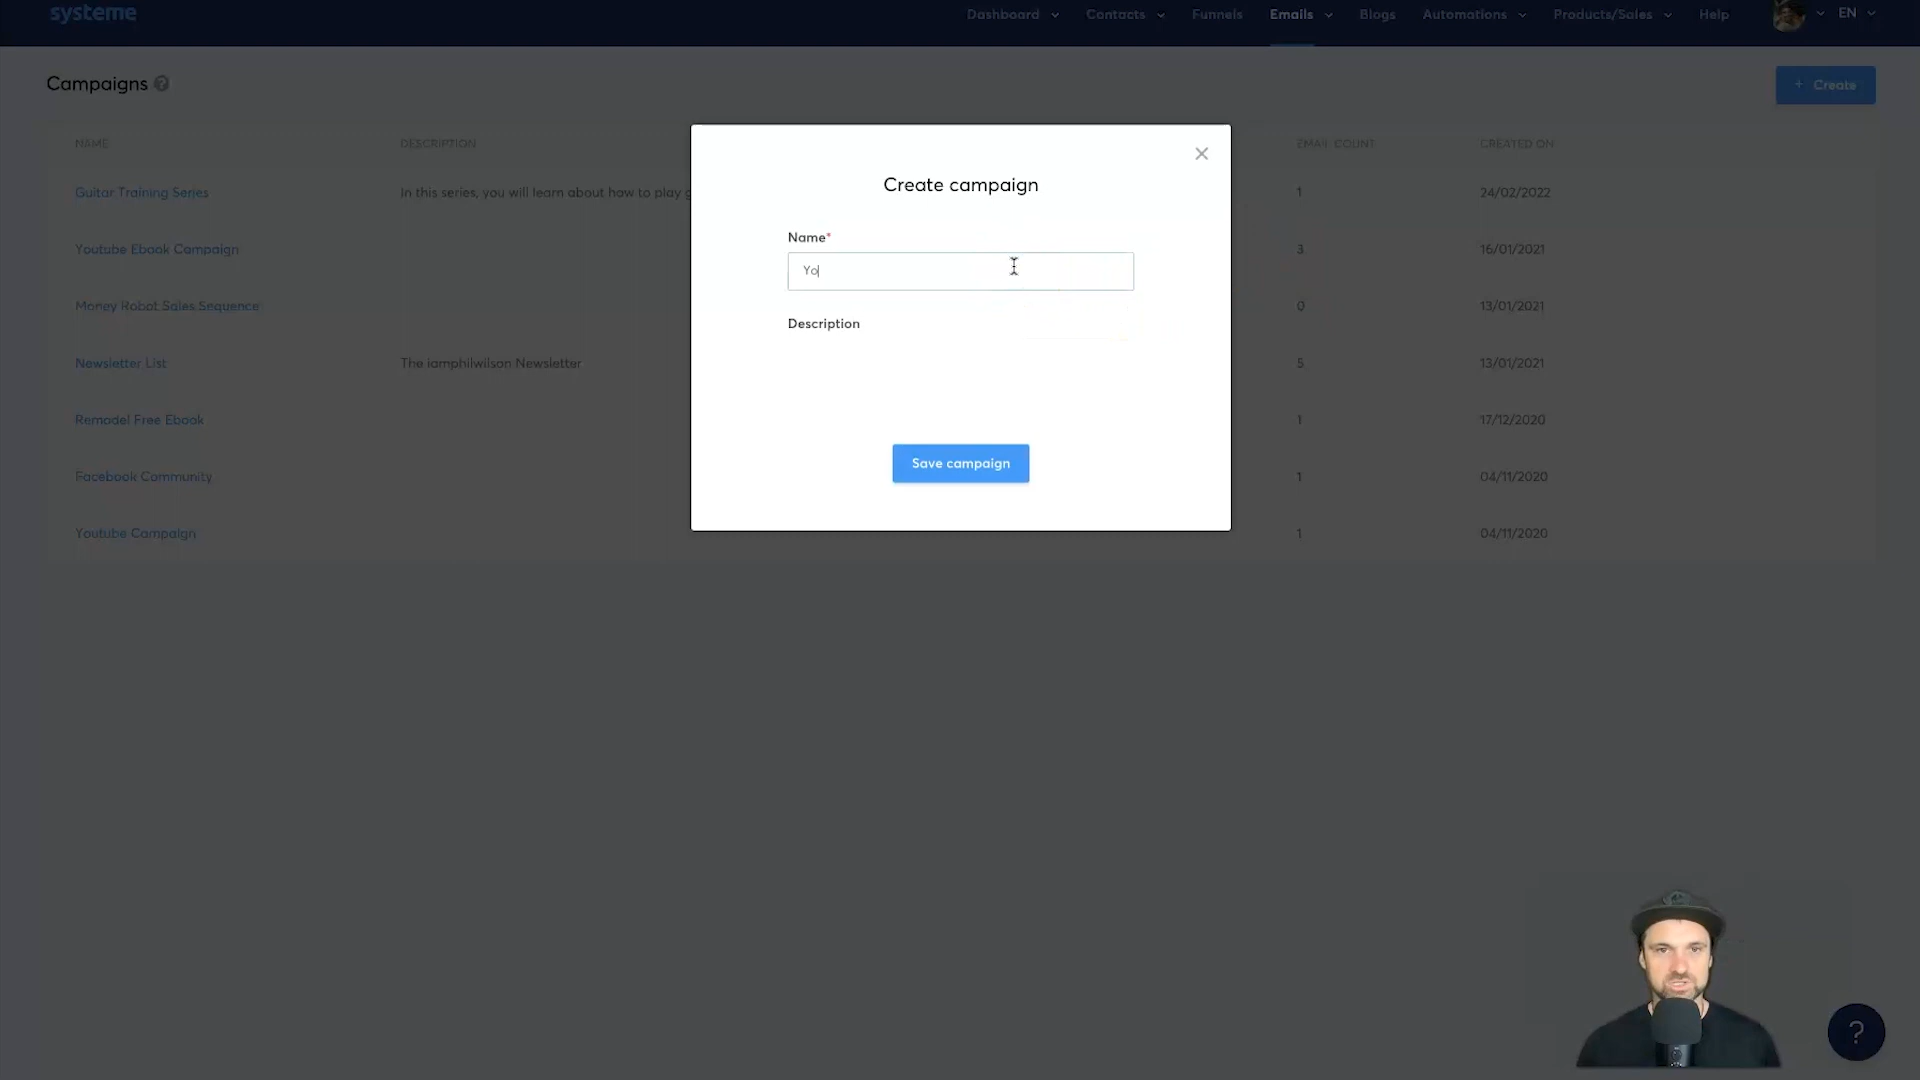 systeme
Dashboard Contacts Funnels Emails Blogs Automations Products/Sales Help EN
Campaigns ?
+ Create
NAME DESCRIPTION EMAIL COUNT CREATED ON
Guitar Training Series In this series, you will learn about how to play g 1 24/02/2022
Youtube Ebook Campaign 3 16/01/2021
Money Robot Sales Sequence 0 13/01/2021
Newsletter List The iamphilwilson Newsletter 5 13/01/2021
Remodel Free Ebook 1 17/12/2020
Facebook Community 1 04/11/2020
Youtube Campaign 1 04/11/2020
Create campaign
Name*
Yo
Description
Save campaign
?